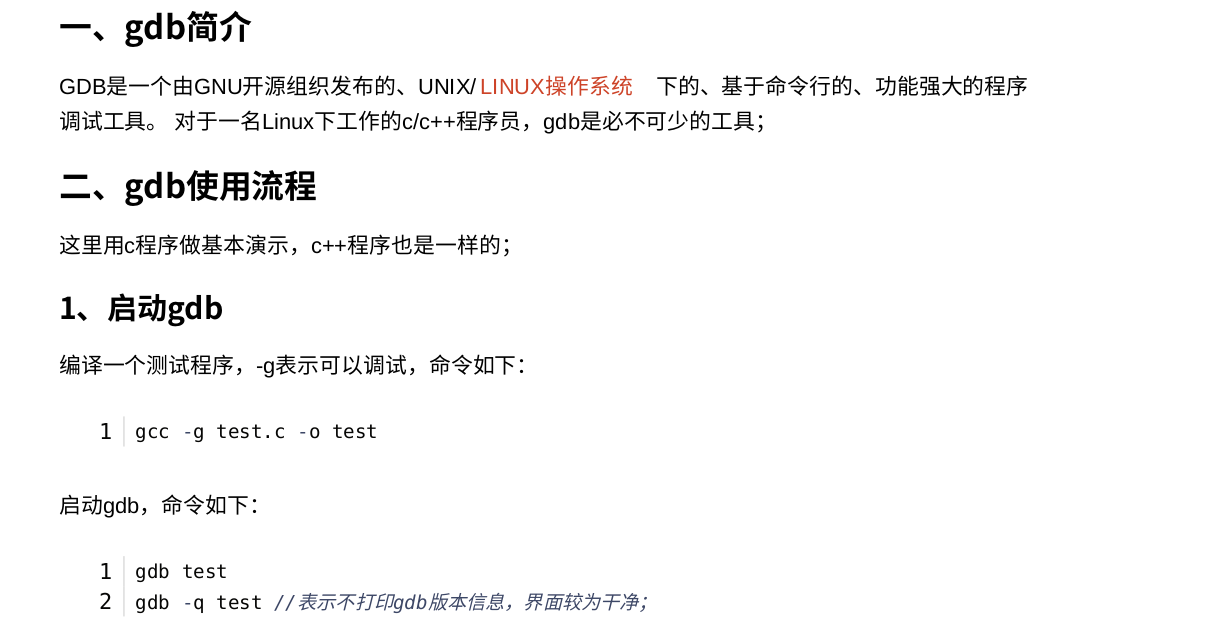 一、gdb简介
GDB是一个由GNU开源组织发布的、UNIX/LINUX操作系统 下的、基于命令行的、功能强大的程序
调试工具。 对于一名Linux下工作的c/c++程序员，gdb是必不可少的工具；
二、gdb使用流程
这里用c程序做基本演示，c++程序也是一样的；
1、启动gdb
编译一个测试程序，-g表示可以调试，命令如下：
1 gcc -g test.c -o test
启动gdb，命令如下：
1 gdb test
2 gdb -q test //表示不打印gdb版本信息，界面较为干净；